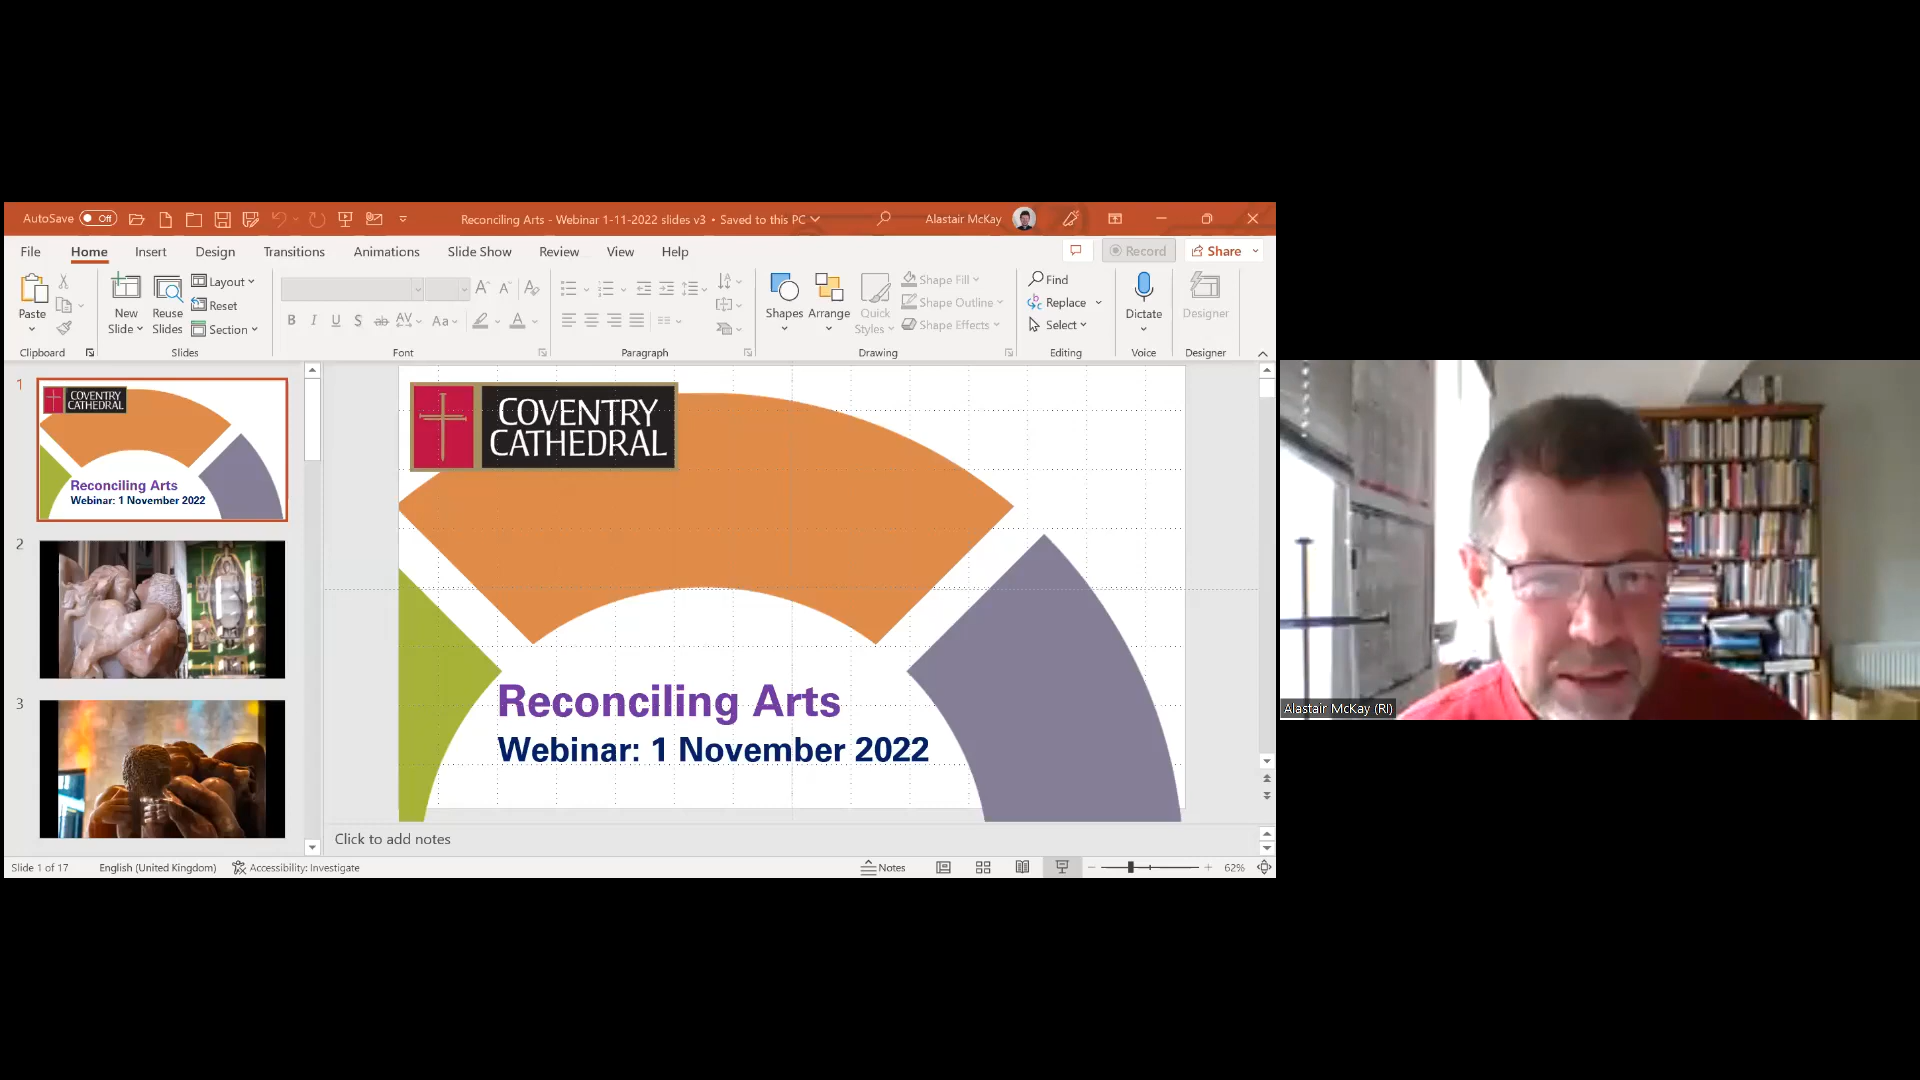 AutoSave Off
Reconciling Arts - Webinar 1-11-2022 slides v3 • Saved to this PC
Alastair McKay
File Home Insert Design Transitions Animations Slide Show Review View Help
Record Share
Paste
New Slide
Reuse Slides
Layout
Reset
Section
B I U S ab AV Aa A
Shapes
Arrange
Quick Styles
Shape Fill
Shape Outline
Shape Effects
Find
Replace
Select
Dictate
Designer
Clipboard Slides Font Paragraph Drawing Editing Voice Designer
1
COVENTRY
CATHEDRAL
Reconciling Arts
Webinar: 1 November 2022
2
3
COVENTRY
CATHEDRAL
Reconciling Arts
Webinar: 1 November 2022
Click to add notes
Slide 1 of 17 English (United Kingdom) Accessibility: Investigate Notes 62%
Alastair McKay (RI)